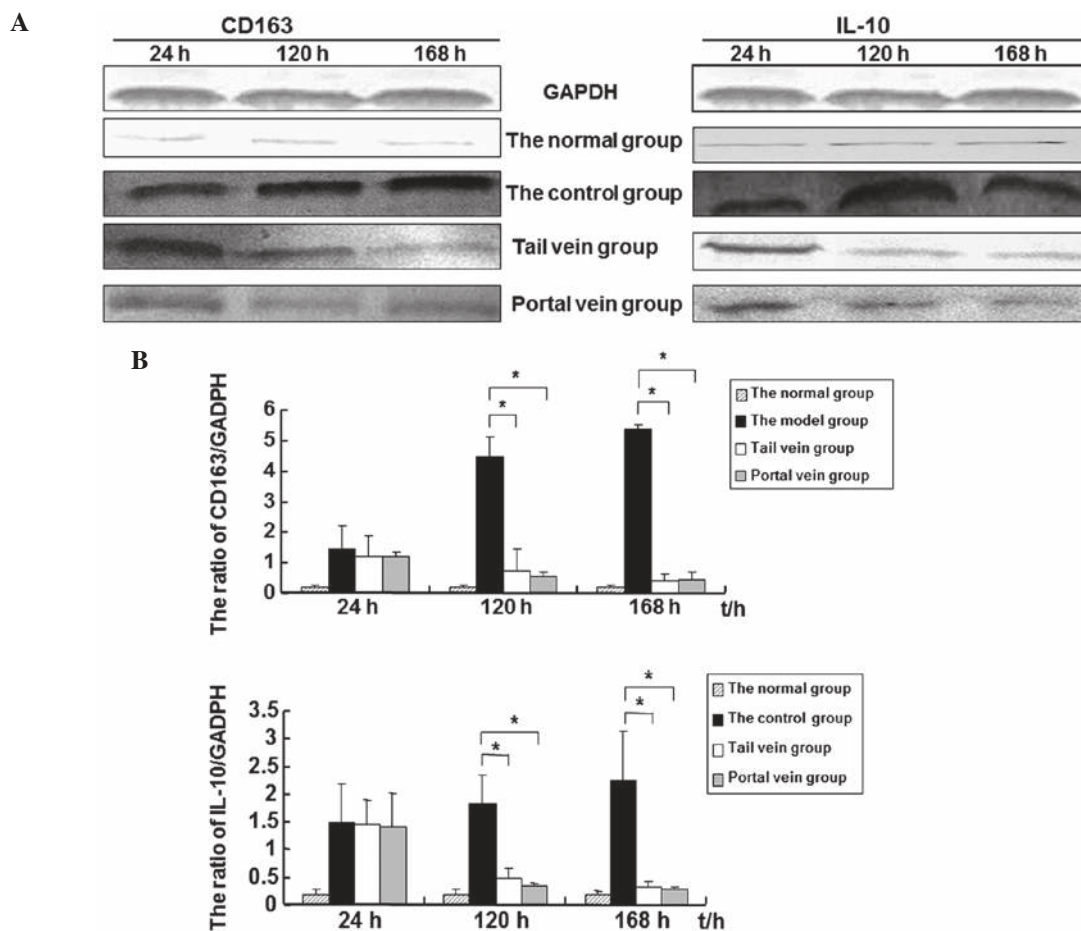 A
CD163
IL-10
24 h 120 h 168 h
24 h 120 h 168 h
GAPDH
The normal group
The control group
Tail vein group
Portal vein group
B
The ratio of CD163/GADPH
6
5
4
3
2
1
0
* * * *
24 h 120 h 168 h t/h
The normal group
The model group
Tail vein group
Portal vein group
The ratio of IL-10/GADPH
3.5
3
2.5
2
1.5
1
0.5
0
* * * *
24 h 120 h 168 h t/h
The normal group
The control group
Tail vein group
Portal vein group